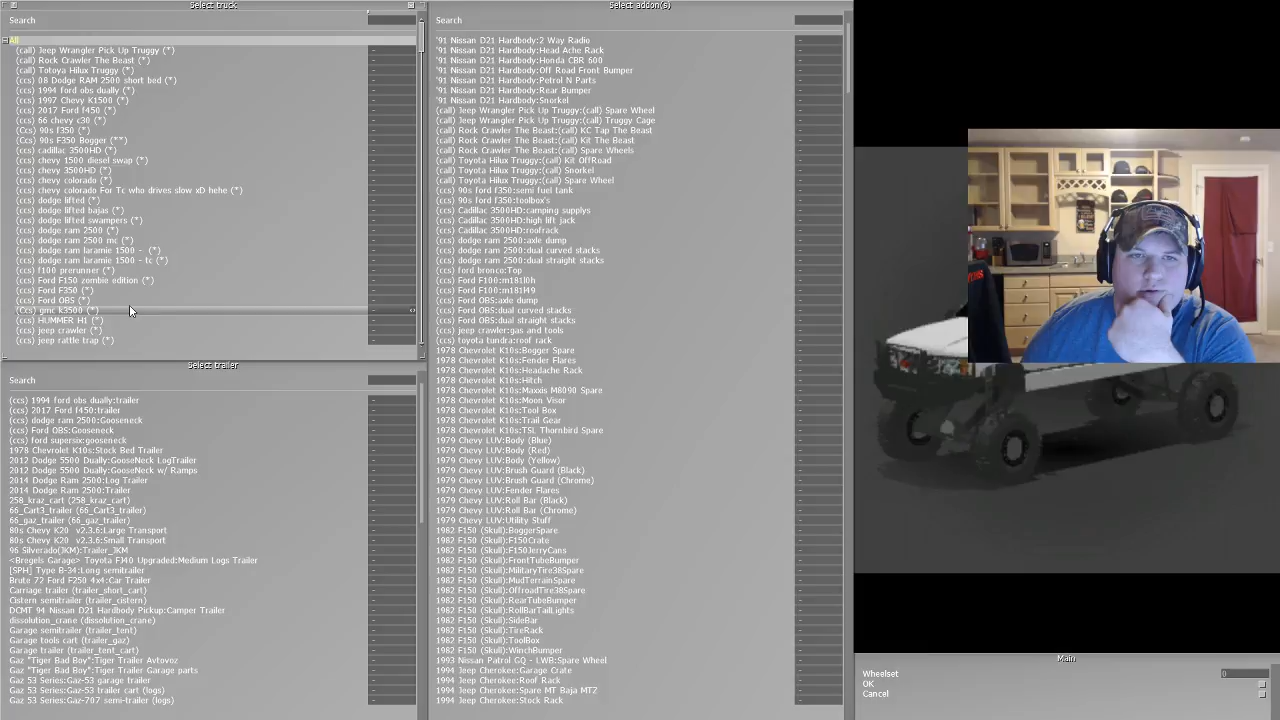 Select truck
Search
All
(call) Jeep Wrangler Pick Up Truggy (*)
(call) Rock Crawler The Beast (*)
(call) Totoya Hilux Truggy (*)
(ccs) 08 Dodge RAM 2500 short bed (*)
(ccs) 1994 ford obs dually (*)
(ccs) 1997 Chevy K1500 (*)
(ccs) 2017 Ford f450 (*)
(ccs) 66 chevy c30 (*)
(ccs) 90s f350 (*)
(ccs) 90s F350 Bogger (**)
(ccs) cadillac 3500HD (*)
(ccs) chevy 1500 diesel swap (*)
(ccs) chevy 3500HD (*)
(ccs) chevy colorado (*)
(ccs) chevy colorado For Tc who drives slow xD hehe (*)
(ccs) dodge lifted (*)
(ccs) dodge lifted bajas (*)
(ccs) dodge lifted swampers (*)
(ccs) dodge ram 2500 (*)
(ccs) dodge ram 2500 mc (*)
(ccs) dodge ram laramie 1500 - (*)
(ccs) dodge ram laramie 1500 - tc (*)
(ccs) f100 prerunner (*)
(ccs) Ford F150 zombie edition (*)
(ccs) Ford F350 (*)
(ccs) Ford OBS (*)
(ccs) gmc k3500 (*)
(ccs) HUMMER H1 (*)
(ccs) jeep crawler (*)
(ccs) jeep rattle trap (*)
Select trailer
Search
(ccs) 1994 ford obs dually:trailer
(ccs) 2017 Ford f450:trailer
(ccs) dodge ram 2500:Gooseneck
(ccs) Ford OBS:Gooseneck
(ccs) ford supersix:gooseneck
1978 Chevrolet K10s:Stock Bed Trailer
2012 Dodge 5500 Dually:GooseNeck LogTrailer
2012 Dodge 5500 Dually:GooseNeck w/ Ramps
2014 Dodge Ram 2500:Log Trailer
2014 Dodge Ram 2500:Trailer
258_kraz_cart (258_kraz_cart)
66_Cart3_trailer (66_Cart3_trailer)
66_gaz_trailer (66_gaz_trailer)
80s Chevy K20 v2.3.6:Large Transport
80s Chevy K20 v2.3.6:Small Transport
96 Silverado(JKM):Trailer_JKM
<Bregels Garage> Toyota FJ40 Upgraded:Medium Logs Trailer
[SRH] Type B-34:Long semitrailer
Brute 72 Ford F250 4x4:Car Trailer
Carriage trailer (trailer_short_cart)
Cistern semitrailer (trailer_cistern)
DCMT 94 Nissan D21 Hardbody Pickup:Camper Trailer
dissolution_crane (dissolution_crane)
Garage semitrailer (trailer_tent)
Garage tools cart (trailer_gaz)
Garage trailer (trailer_tent_cart)
Gaz "Tiger Bad Boy":Tiger Trailer Avtovoz
Gaz "Tiger Bad Boy":Tiger Trailer Garage parts
Gaz 53 Series:Gaz-53 garage trailer
Gaz 53 Series:Gaz-53 trailer cart (logs)
Gaz 53 Series:Gaz-707 semi-trailer (logs)
Select addon(s)
Search
'91 Nissan D21 Hardbody:2 Way Radio
'91 Nissan D21 Hardbody:Head Ache Rack
'91 Nissan D21 Hardbody:Honda CBR 600
'91 Nissan D21 Hardbody:Off Road Front Bumper
'91 Nissan D21 Hardbody:Petrol N Parts
'91 Nissan D21 Hardbody:Rear Bumper
'91 Nissan D21 Hardbody:Snorkel
(call) Jeep Wrangler Pick Up Truggy:(call) Spare Wheel
(call) Jeep Wrangler Pick Up Truggy:(call) Truggy Cage
(call) Rock Crawler The Beast:(call) KC Tap The Beast
(call) Rock Crawler The Beast:(call) Kit The Beast
(call) Rock Crawler The Beast:(call) Spare Wheels
(call) Toyota Hilux Truggy:(call) Kit OffRoad
(call) Toyota Hilux Truggy:(call) Snorkel
(call) Toyota Hilux Truggy:(call) Spare Wheel
(ccs) 90s ford f350:semi fuel tank
(ccs) 90s ford f350:toolbox's
(ccs) Cadillac 3500HD:camping supplys
(ccs) Cadillac 3500HD:high lift jack
(ccs) Cadillac 3500HD:roofrack
(ccs) dodge ram 2500:axle dump
(ccs) dodge ram 2500:dual curved stacks
(ccs) dodge ram 2500:dual straight stacks
(ccs) ford bronco:Top
(ccs) Ford F100:m181l0h
(ccs) Ford F100:m181l49
(ccs) Ford OBS:axle dump
(ccs) Ford OBS:dual curved stacks
(ccs) Ford OBS:dual straight stacks
(ccs) jeep crawler:gas and tools
(ccs) toyota tundra:roof rack
1978 Chevrolet K10s:Bogger Spare
1978 Chevrolet K10s:Fender Flares
1978 Chevrolet K10s:Headache Rack
1978 Chevrolet K10s:Hitch
1978 Chevrolet K10s:Maxxis M8090 Spare
1978 Chevrolet K10s:Moon Visor
1978 Chevrolet K10s:Tool Box
1978 Chevrolet K10s:Trail Gear
1978 Chevrolet K10s:TSL Thornbird Spare
1979 Chevy LUV:Body (Blue)
1979 Chevy LUV:Body (Red)
1979 Chevy LUV:Body (Yellow)
1979 Chevy LUV:Brush Guard (Black)
1979 Chevy LUV:Brush Guard (Chrome)
1979 Chevy LUV:Fender Flares
1979 Chevy LUV:Roll Bar (Black)
1979 Chevy LUV:Roll Bar (Chrome)
1979 Chevy LUV:Utility Stuff
1982 F150 (Skull):BoggerSpare
1982 F150 (Skull):F150Crate
1982 F150 (Skull):F150JerryCans
1982 F150 (Skull):FrontTubeBumper
1982 F150 (Skull):MilitaryTire38Spare
1982 F150 (Skull):MudTerrainSpare
1982 F150 (Skull):OffroadTire38Spare
1982 F150 (Skull):RearTubeBumper
1982 F150 (Skull):RollBarTailLights
1982 F150 (Skull):SideBar
1982 F150 (Skull):TireRack
1982 F150 (Skull):ToolBox
1982 F150 (Skull):WinchBumper
1993 Nissan Patrol GQ - LWB:Spare Wheel
1994 Jeep Cherokee:Garage Crate
1994 Jeep Cherokee:Roof Rack
1994 Jeep Cherokee:Spare MT Baja MTZ
1994 Jeep Cherokee:Stock Rack
Main
Wheelset
0
OK
Cancel